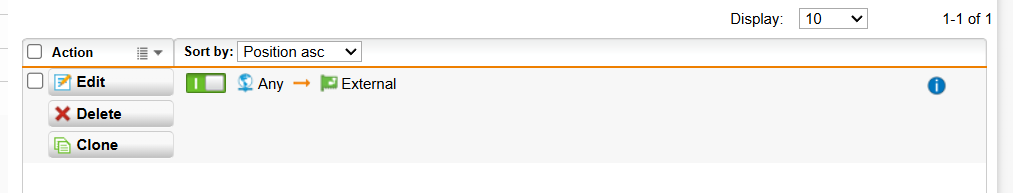 Display: 10 1-1 of 1
Action Sort by: Position asc
Edit Any External
Delete
Clone